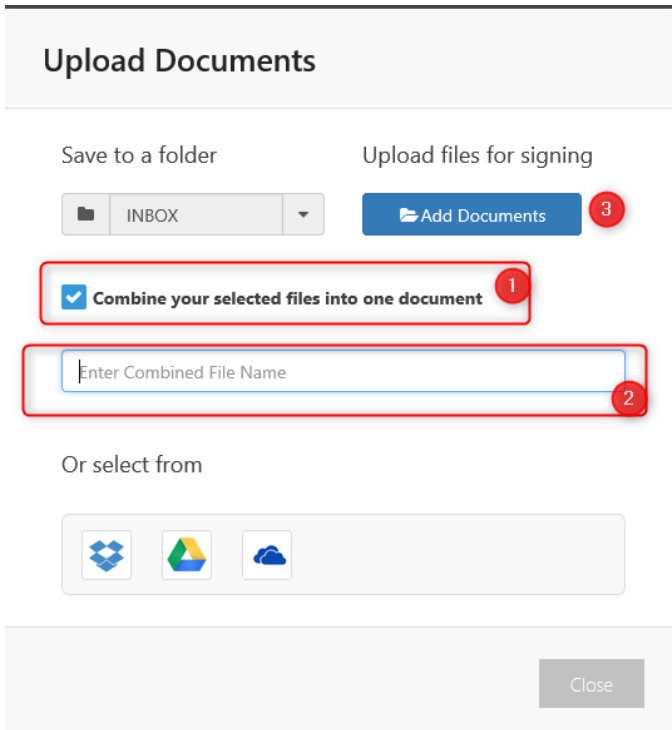 Upload Documents
Save to a folder
Upload files for signing
INBOX
Add Documents
3
Combine your selected files into one document
1
Enter Combined File Name
2
Or select from
Close